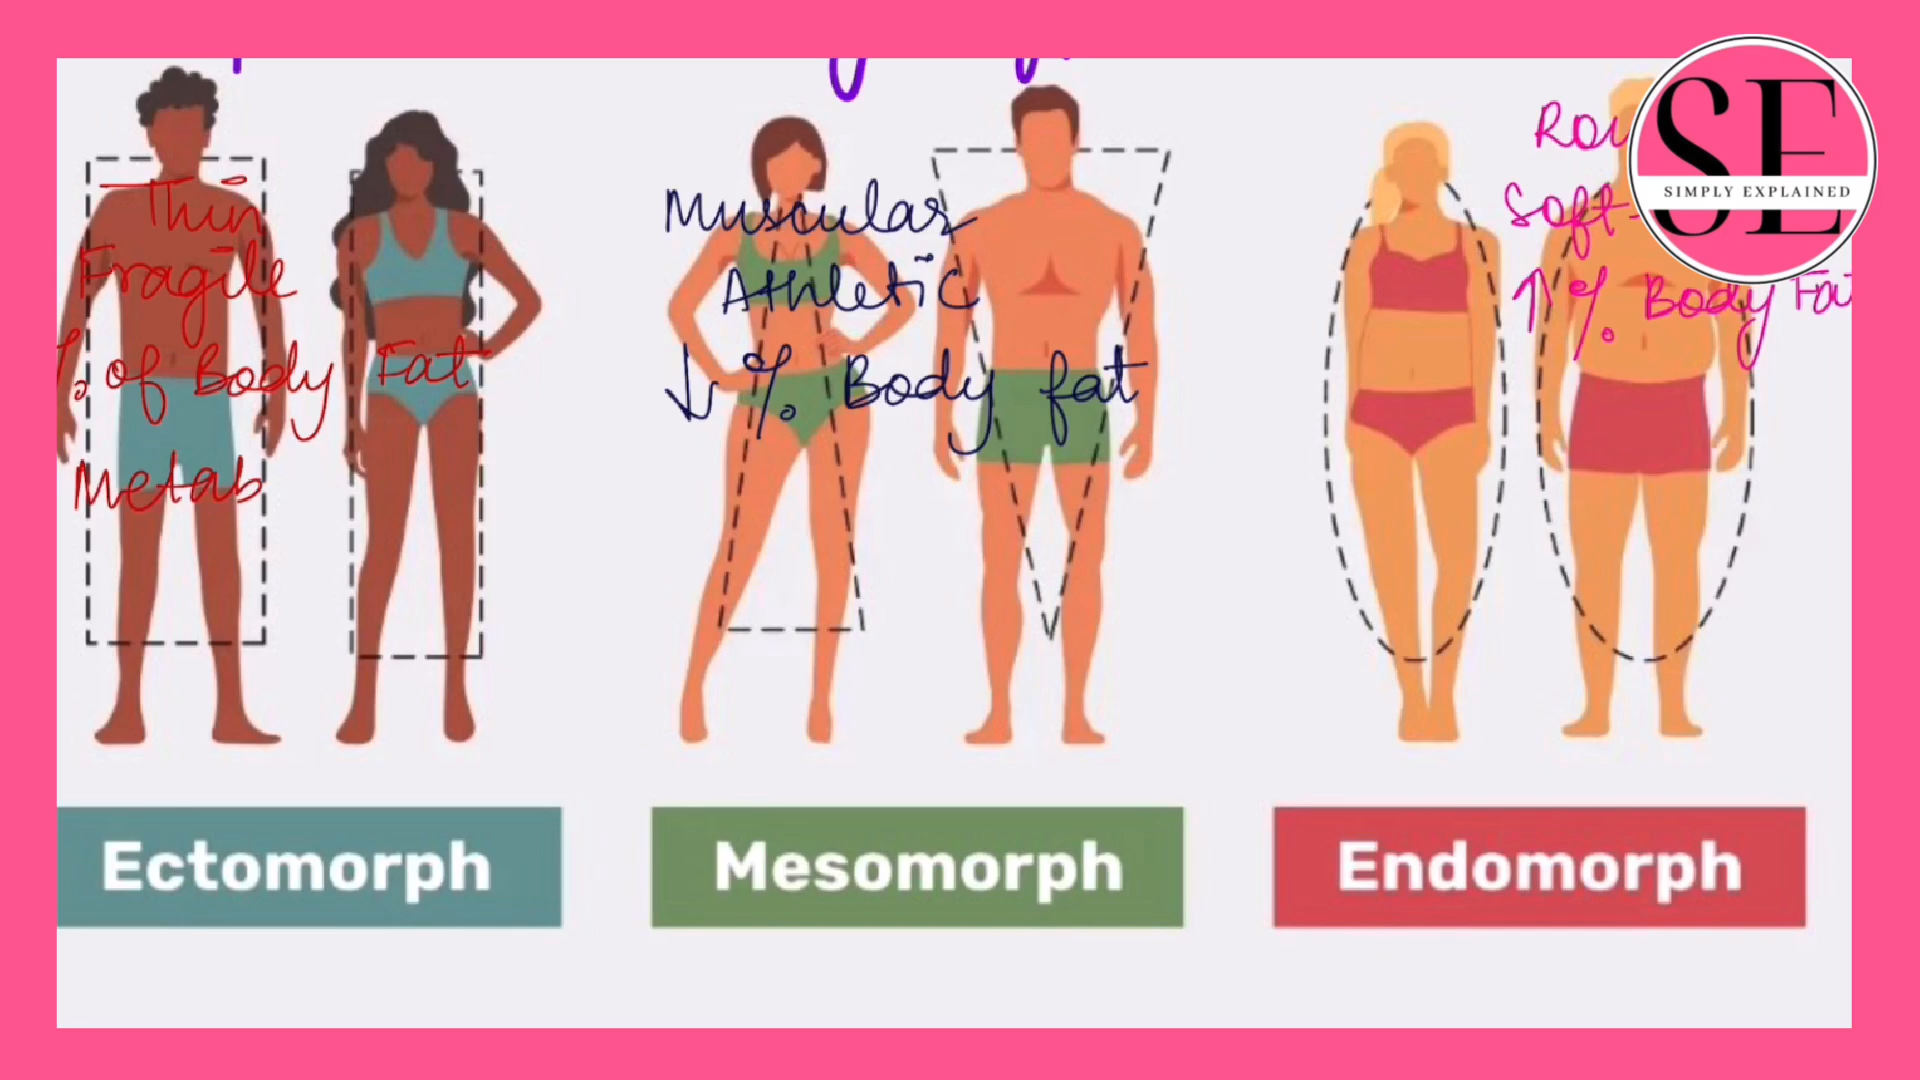 Thin
Fragile
% of Body Fat
Metab
Muscular
Athletic
↓ % Body fat
Soft-
↑ % Body Fat
SE
SIMPLY EXPLAINED
Ectomorph
Mesomorph
Endomorph